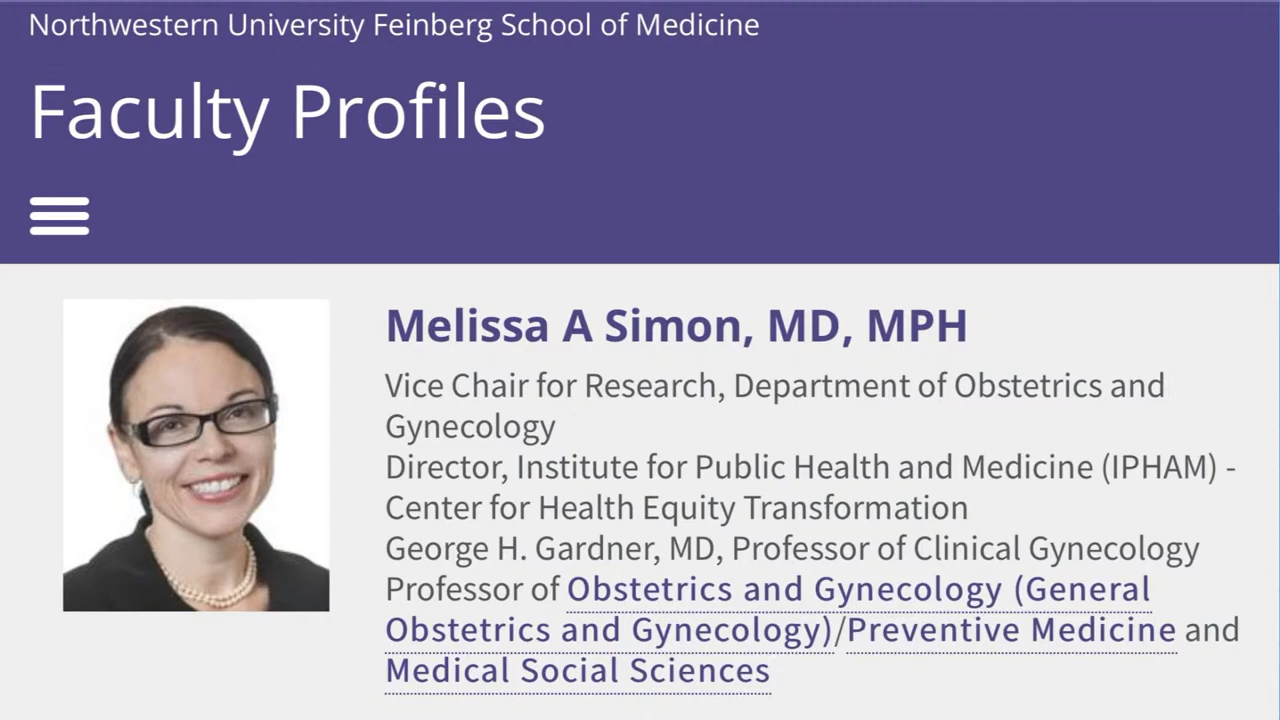 Northwestern University Feinberg School of Medicine
Faculty Profiles
Melissa A Simon, MD, MPH
Vice Chair for Research, Department of Obstetrics and
Gynecology
Director, Institute for Public Health and Medicine (IPHAM) -
Center for Health Equity Transformation
George H. Gardner, MD, Professor of Clinical Gynecology
Professor of Obstetrics and Gynecology (General
Obstetrics and Gynecology)/Preventive Medicine and
Medical Social Sciences